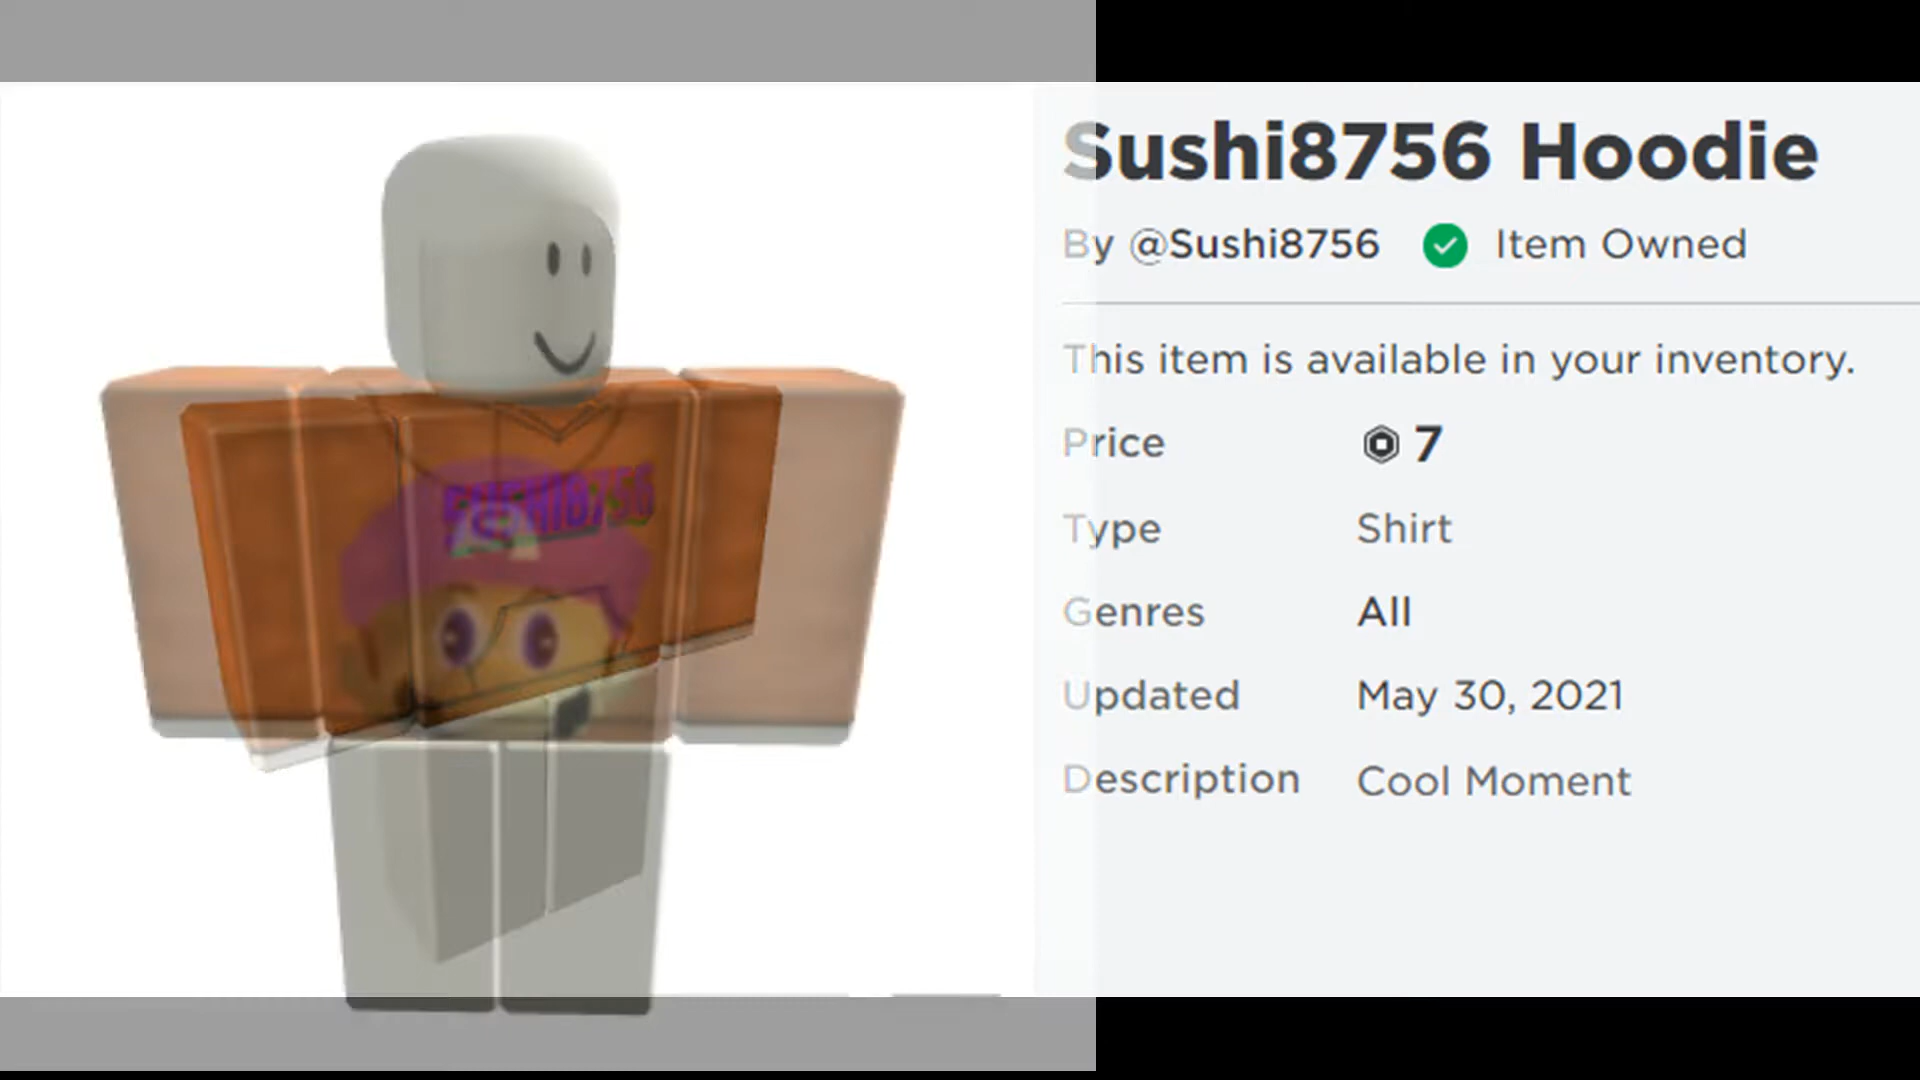 Sushi8756 Hoodie
By @Sushi8756 Item Owned
This item is available in your inventory.
Price 7
Type Shirt
Genres All
Updated May 30, 2021
Description Cool Moment
SUSHI8756